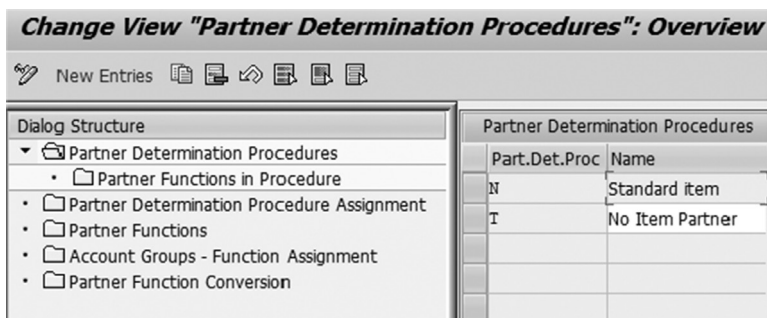 Change View "Partner Determination Procedures": Overview
New Entries
Dialog Structure
Partner Determination Procedures
Partner Functions in Procedure
Partner Determination Procedure Assignment
Partner Functions
Account Groups - Function Assignment
Partner Function Conversion
Partner Determination Procedures
Part.Det.Proc Name
N Standard item
T No Item Partner